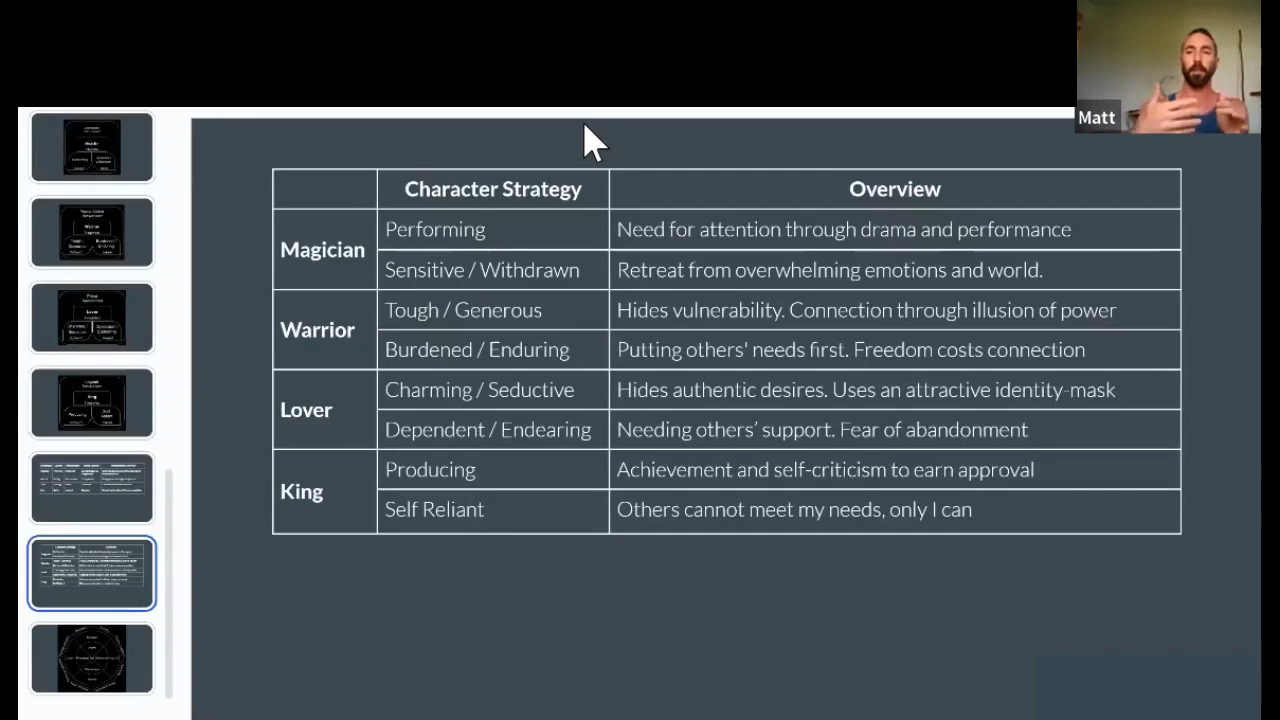 Matt
Character Strategy Overview
Magician
Performing Need for attention through drama and performance
Sensitive / Withdrawn Retreat from overwhelming emotions and world.
Warrior
Tough / Generous Hides vulnerability. Connection through illusion of power
Burdened / Enduring Putting others' needs first. Freedom costs connection
Lover
Charming / Seductive Hides authentic desires. Uses an attractive identity-mask
Dependent / Endearing Needing others’ support. Fear of abandonment
King
Producing Achievement and self-criticism to earn approval
Self Reliant Others cannot meet my needs, only I can
Warrior
Lover
King